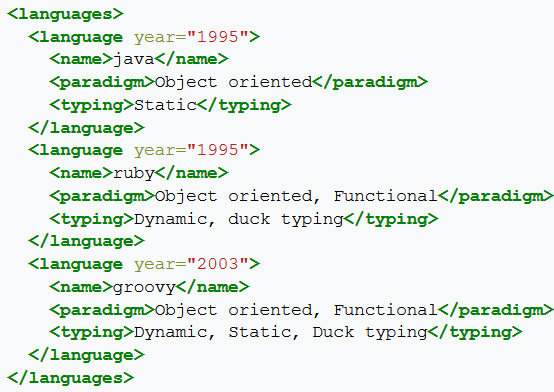 <languages>
  <language year="1995">
    <name>java</name>
    <paradigm>Object oriented</paradigm>
    <typing>Static</typing>
  </language>
  <language year="1995">
    <name>ruby</name>
    <paradigm>Object oriented, Functional</paradigm>
    <typing>Dynamic, duck typing</typing>
  </language>
  <language year="2003">
    <name>groovy</name>
    <paradigm>Object oriented, Functional</paradigm>
    <typing>Dynamic, Static, Duck typing</typing>
  </language>
</languages>